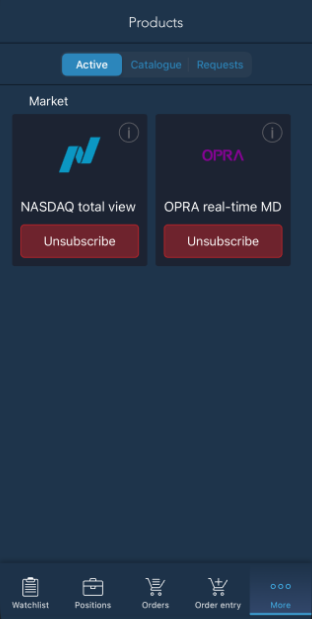 Products
Active Catalogue Requests
Market
NASDAQ total view
OPRA
OPRA real-time MD
Unsubscribe Unsubscribe
Watchlist Positions Orders Order entry More